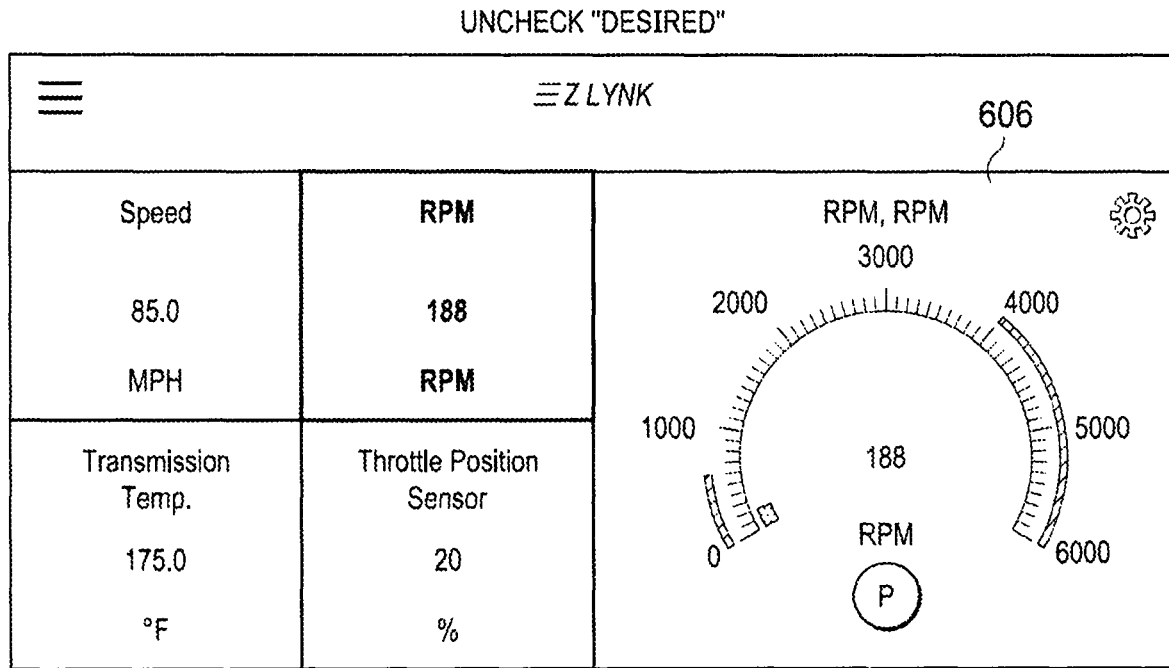 UNCHECK "DESIRED"
EZ LYNK
606
Speed
85.0
MPH
RPM
188
RPM
Transmission
Temp.
175.0
°F
Throttle Position
Sensor
20
%
RPM, RPM
3000
2000
4000
1000
5000
188
0
6000
RPM
P